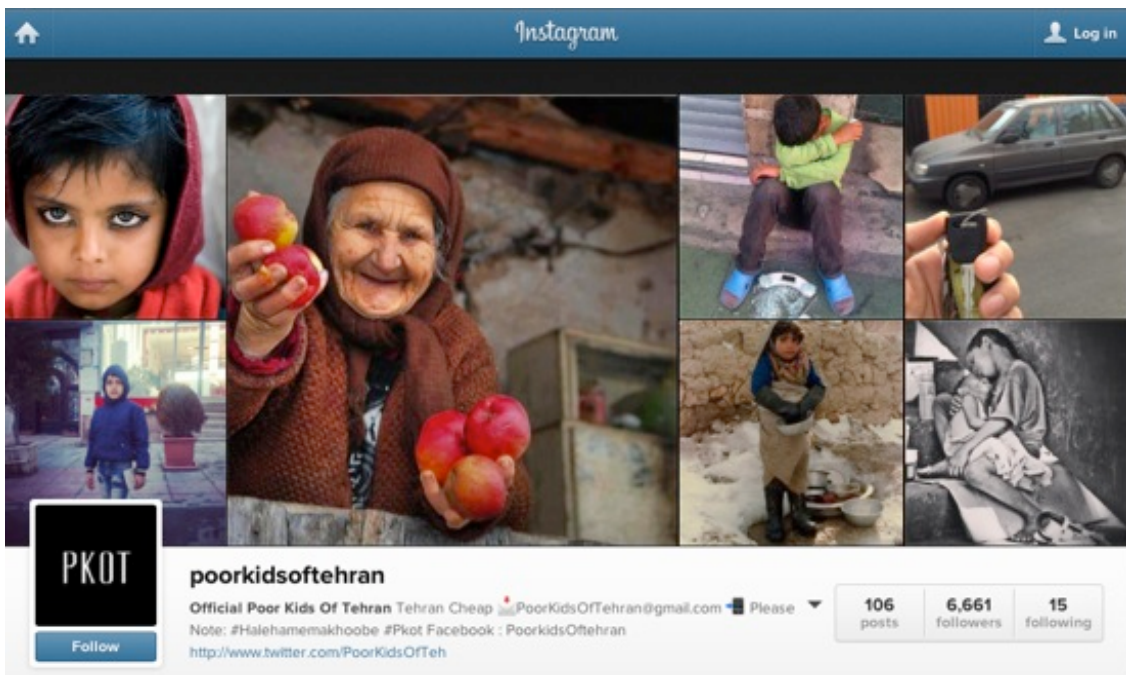 Instagram
Log in
PKOT
poorkidsoftehran
Official Poor Kids Of Tehran Tehran Cheap PoorKidsOfTehran@gmail.com Please
Note: #Halehamemakhoobe #Pkot Facebook : PoorkidsOftehran
http://www.twitter.com/PoorKidsOfTeh
106 posts
6,661 followers
15 following
Follow